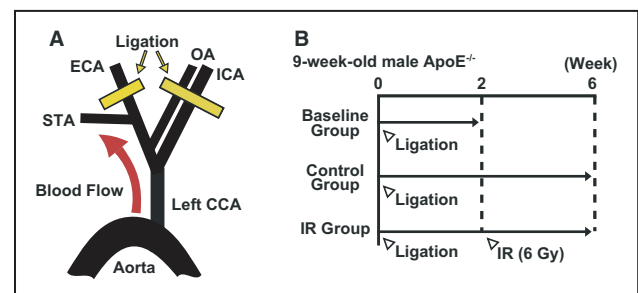 A
Ligation
ECA
OA
ICA
STA
Blood Flow
Left CCA
Aorta
B
9-week-old male ApoE-/-
(Week)
0 2 6
Baseline
Group
Ligation
Control
Group
Ligation
IR Group
Ligation
IR (6 Gy)